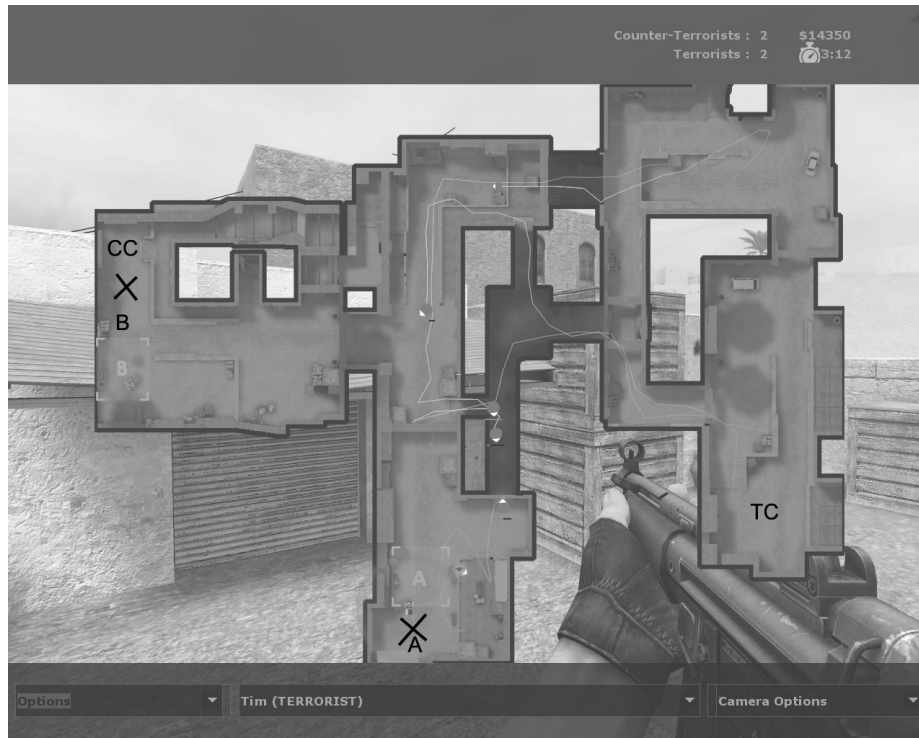 Counter-Terrorists : 2 $14350
Terrorists : 2 3:12
CC
B
B
TC
A
A
Options
Tim (TERRORIST)
Camera Options